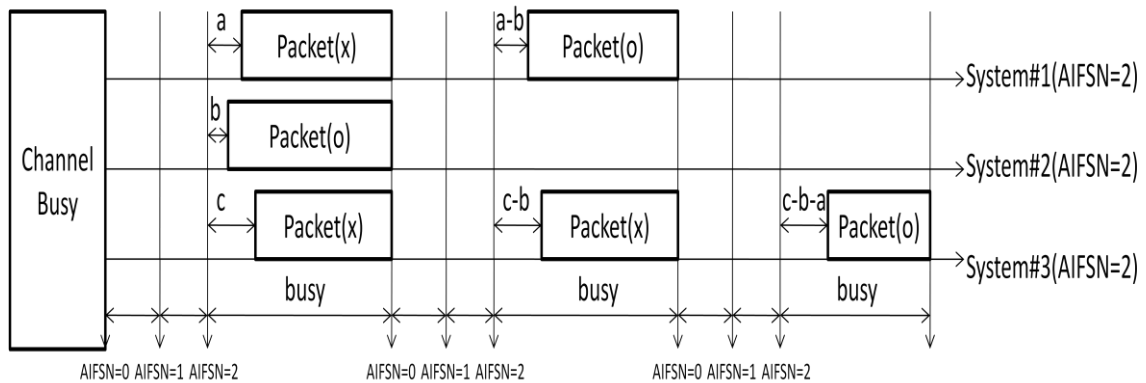 Channel
Busy
a
Packet(x)
a-b
Packet(o)
System#1(AIFSN=2)
b
Packet(o)
System#2(AIFSN=2)
c
Packet(x)
c-b
Packet(x)
c-b-a
Packet(o)
System#3(AIFSN=2)
busy
busy
busy
AIFSN=0 AIFSN=1 AIFSN=2
AIFSN=0 AIFSN=1 AIFSN=2
AIFSN=0 AIFSN=1 AIFSN=2